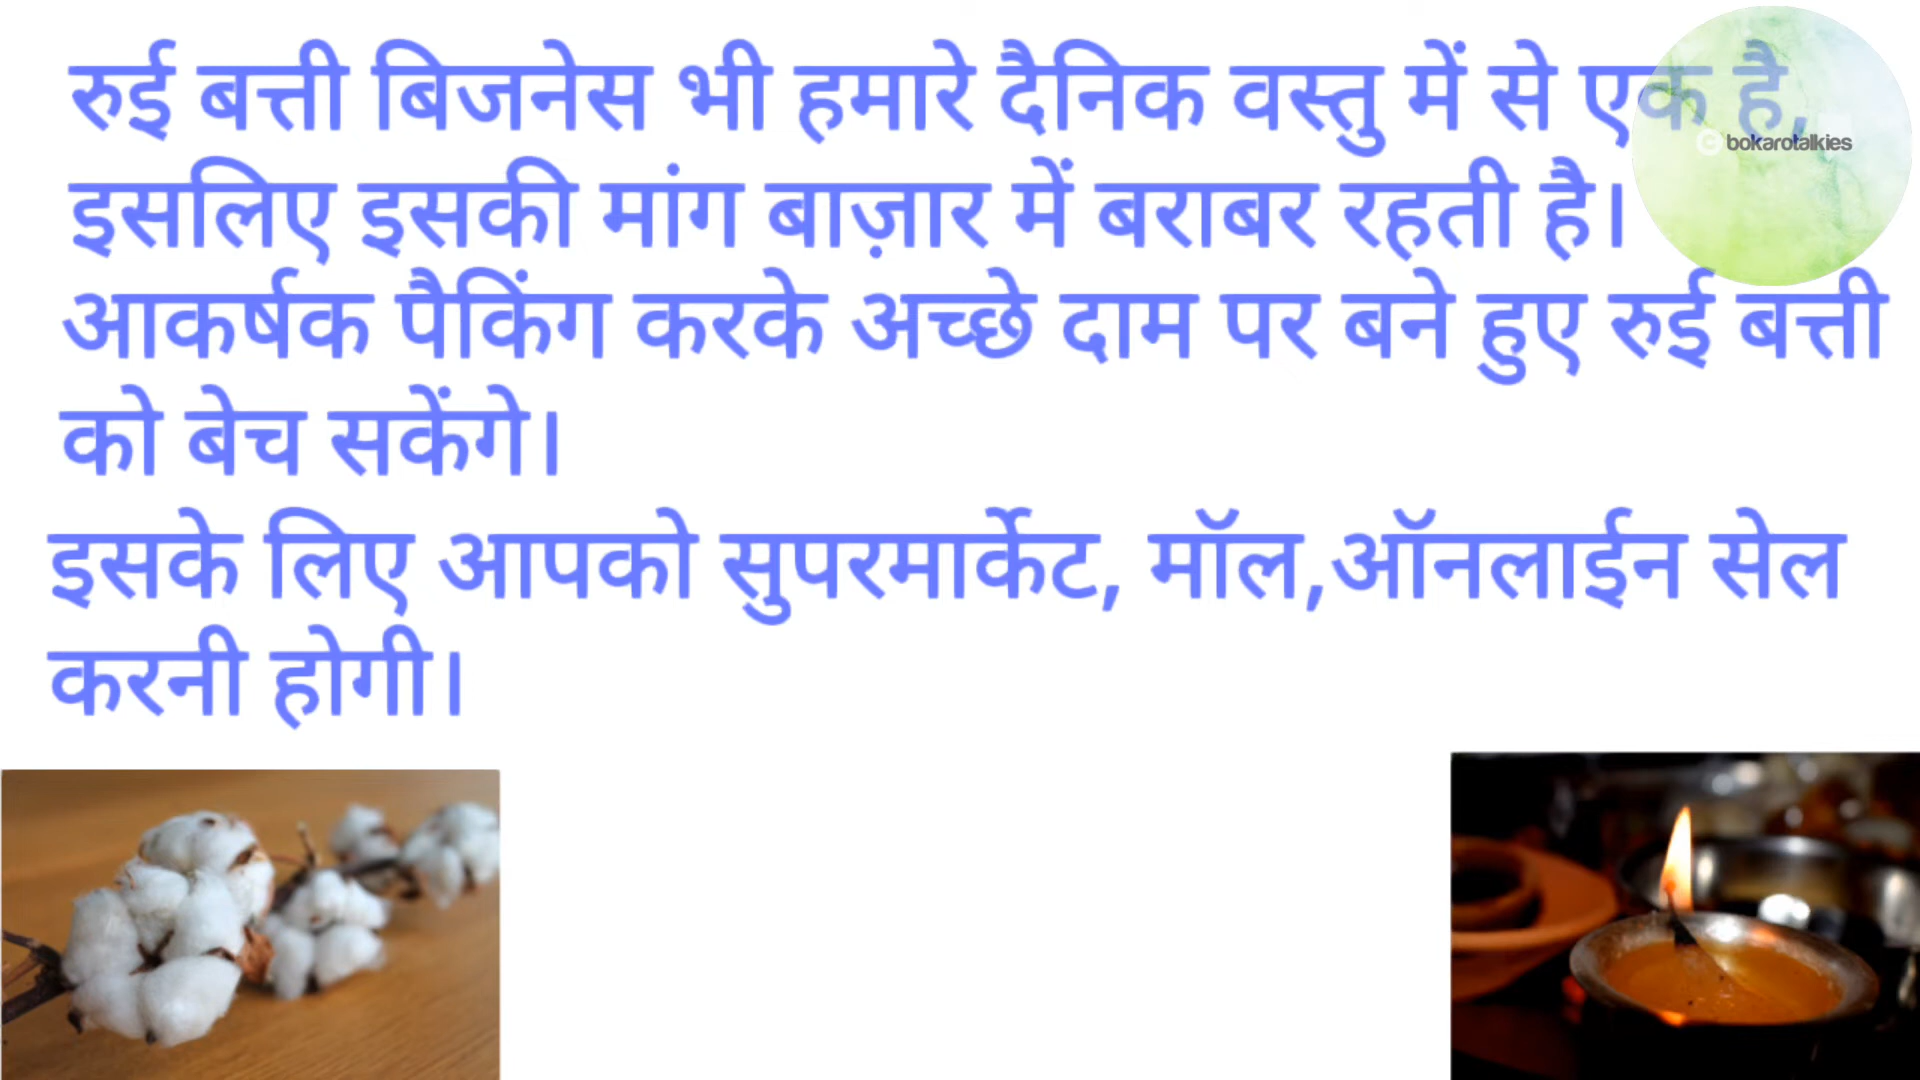 रुई बत्ती बिजनेस भी हमारे दैनिक वस्तु में से एक है,
bokarotalkies
इसलिए इसकी मांग बाज़ार में बराबर रहती है।
आकर्षक पैकिंग करके अच्छे दाम पर बने हुए रुई बत्ती
को बेच सकेंगे।
इसके लिए आपको सुपरमार्केट, मॉल,ऑनलाईन सेल
करनी होगी।